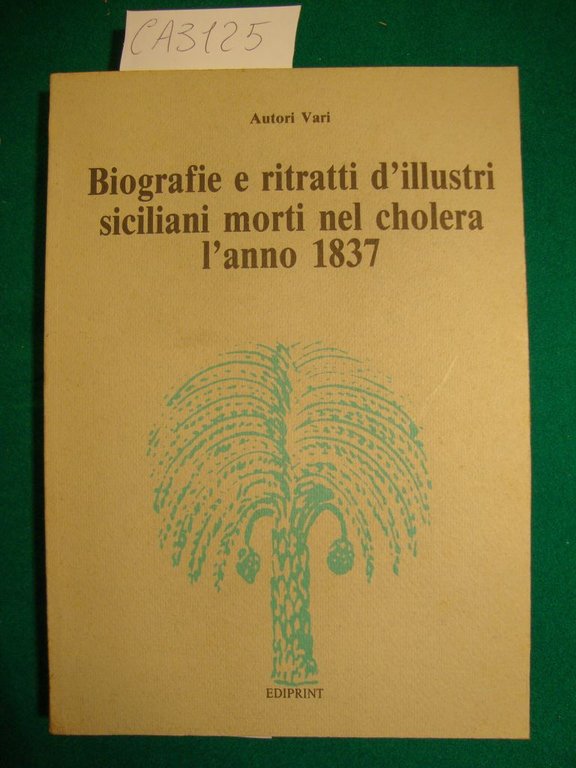 CA3125
Autori Vari
Biografie e ritratti d'illustri
siciliani morti nel cholera
l'anno 1837
EDIPRINT